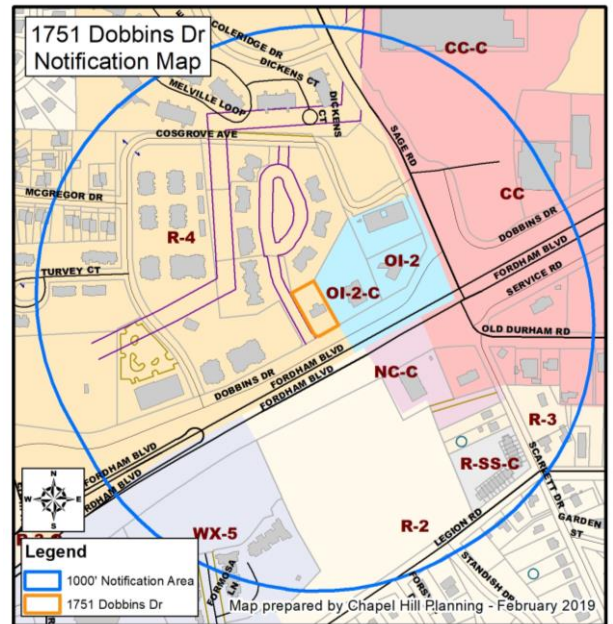 1751 Dobbins Dr
Notification Map
COLERIDGE DR
DICKENS CT
MELVILLE LOOP
DICKENS CT
CC-C
COSGROVE AVE
SAGE RD
MCGREGOR DR
CC
DOBBINS DR
R-4
FORDHAM BLVD
SERVICE RD
TURVEY CT
OI-2
OI-2-C
OLD DURHAM RD
DOBBINS DR
FORDHAM BLVD
FORDHAM BLVD
NC-C
R-3
FORDHAM BLVD
R-SS-C
SCARLETT DR
N
W E
S
WX-5
R-2
LEGION RD
GARDEN ST
STANDISH DR
FORMOSA LN
Legend
1000' Notification Area
1751 Dobbins Dr
Map prepared by Chapel Hill Planning - February 2019